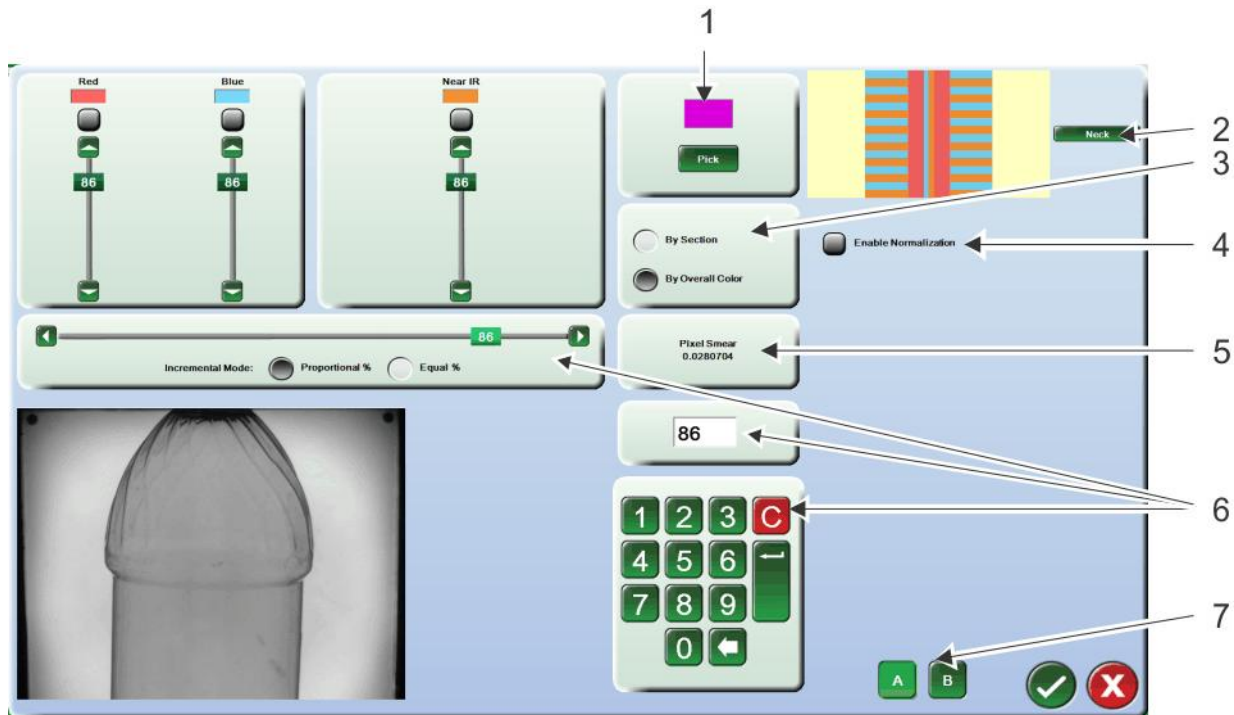 1
Red
Blue
Near IR
86
86
86
Pick
Neck
2
3
By Section
By Overall Color
Enable Normalization
4
86
Incremental Mode:
Proportional %
Equal %
Pixel Smear
0.0280704
5
86
6
1 2 3 C
4 5 6
7 8 9
0
7
A
B